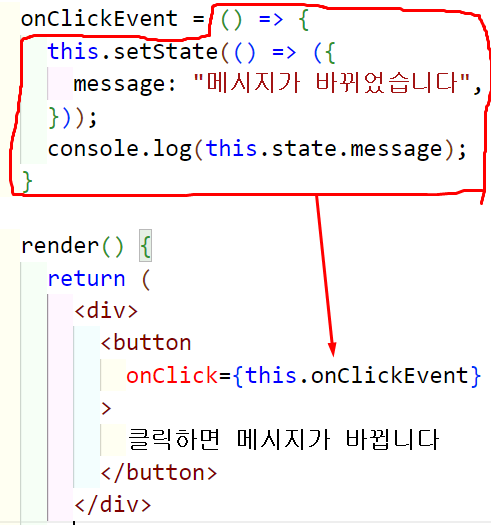 onClickEvent = () => {
  this.setState(() => ({
    message: "메시지가 바뀌었습니다",
  }));
  console.log(this.state.message);
}
render() {
  return (
    <div>
      <button
        onClick={this.onClickEvent}
      >
        클릭하면 메시지가 바뀝니다
      </button>
    </div>